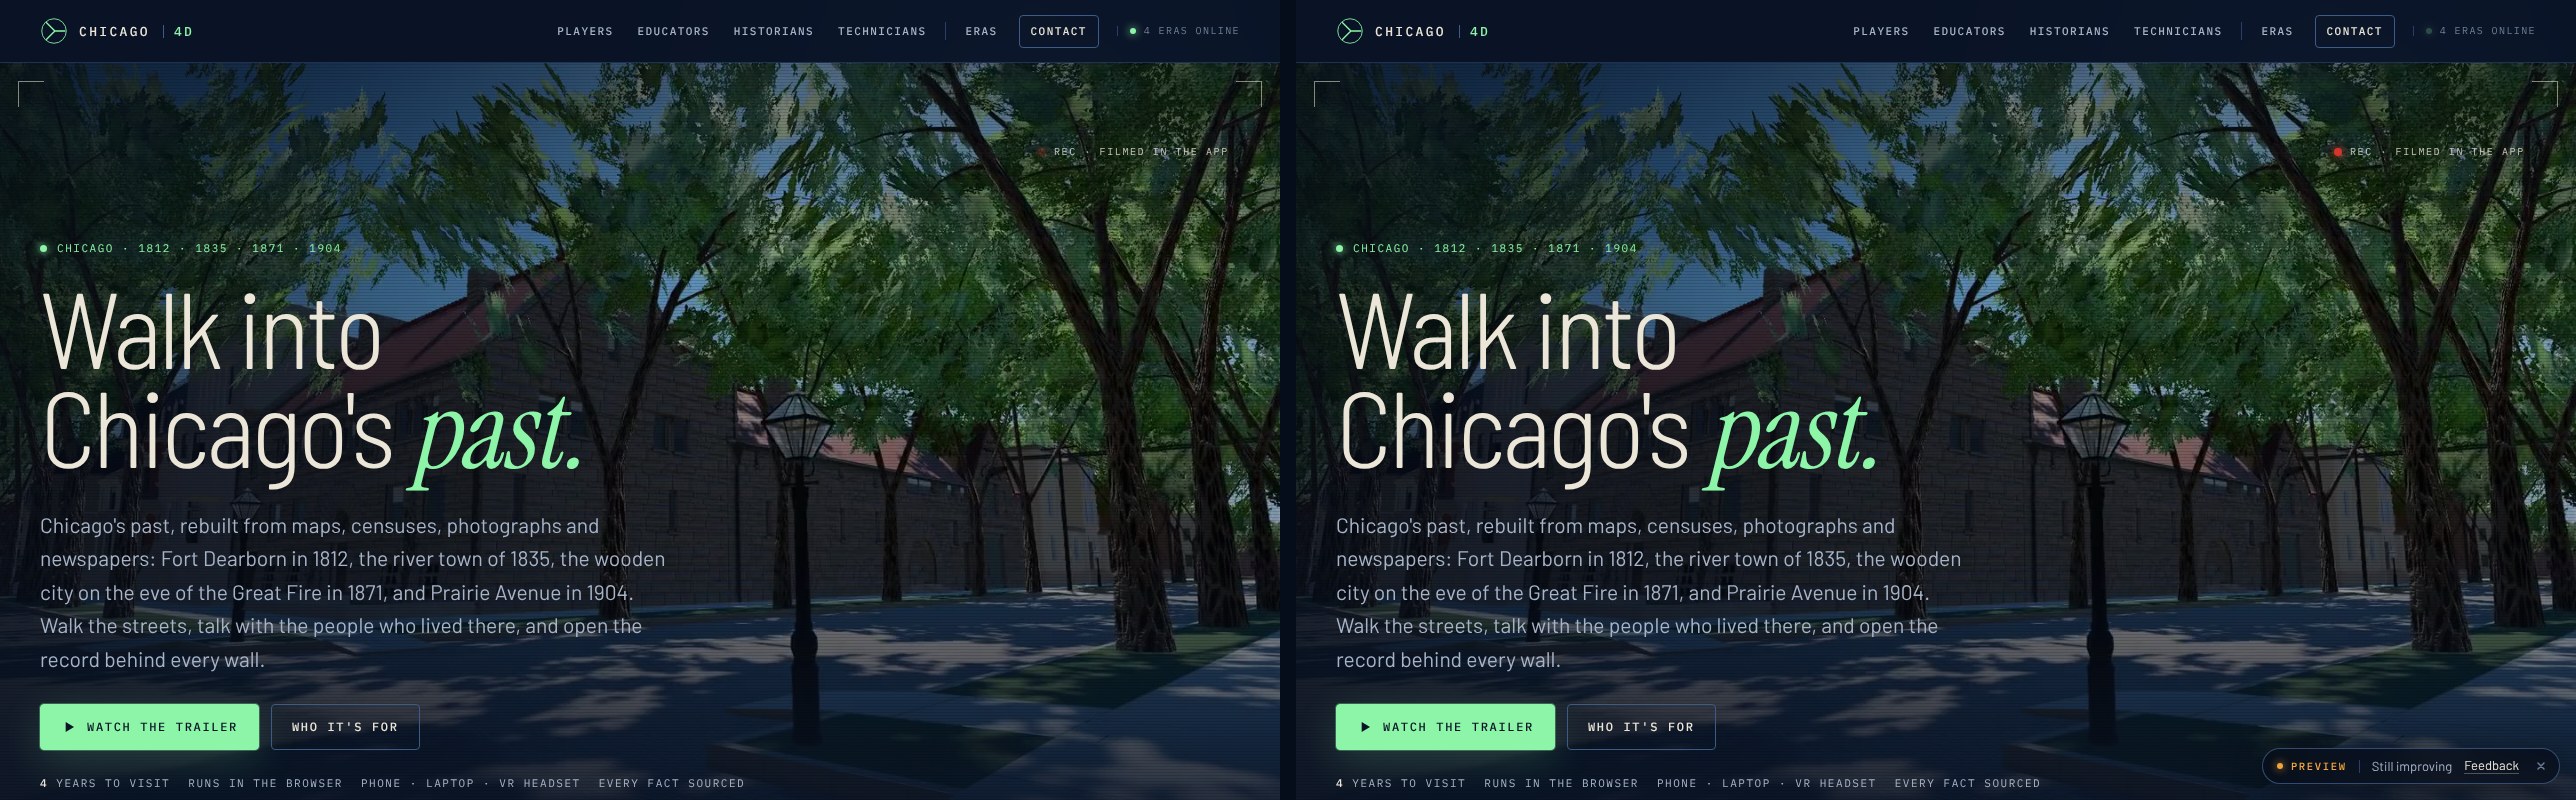 CHICAGO | 4D
PLAYERS EDUCATORS HISTORIANS TECHNICIANS ERAS CONTACT 4 ERAS ONLINE
REC · FILMED IN THE APP
CHICAGO · 1812 · 1835 · 1871 · 1904
Walk into
Chicago's past.
Chicago's past, rebuilt from maps, censuses, photographs and
newspapers: Fort Dearborn in 1812, the river town of 1835, the wooden
city on the eve of the Great Fire in 1871, and Prairie Avenue in 1904.
Walk the streets, talk with the people who lived there, and open the
record behind every wall.
WATCH THE TRAILER WHO IT'S FOR
4 YEARS TO VISIT RUNS IN THE BROWSER PHONE · LAPTOP · VR HEADSET EVERY FACT SOURCED
CHICAGO | 4D
PLAYERS EDUCATORS HISTORIANS TECHNICIANS ERAS CONTACT 4 ERAS ONLINE
REC · FILMED IN THE APP
CHICAGO · 1812 · 1835 · 1871 · 1904
Walk into
Chicago's past.
Chicago's past, rebuilt from maps, censuses, photographs and
newspapers: Fort Dearborn in 1812, the river town of 1835, the wooden
city on the eve of the Great Fire in 1871, and Prairie Avenue in 1904.
Walk the streets, talk with the people who lived there, and open the
record behind every wall.
WATCH THE TRAILER WHO IT'S FOR
PREVIEW Still improving Feedback ×
4 YEARS TO VISIT RUNS IN THE BROWSER PHONE · LAPTOP · VR HEADSET EVERY FACT SOURCED